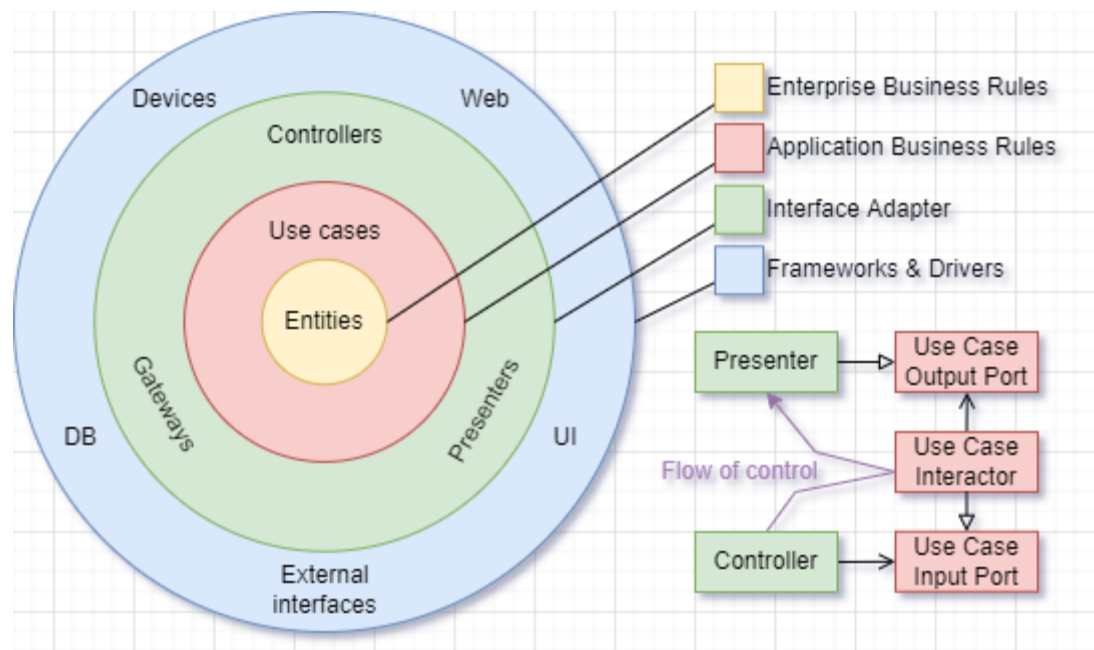 Devices
Web
Controllers
Use cases
Entities
Gateways
Presenters
DB
UI
External
interfaces
Enterprise Business Rules
Application Business Rules
Interface Adapter
Frameworks & Drivers
Presenter
Use Case
Output Port
Flow of control
Use Case
Interactor
Controller
Use Case
Input Port